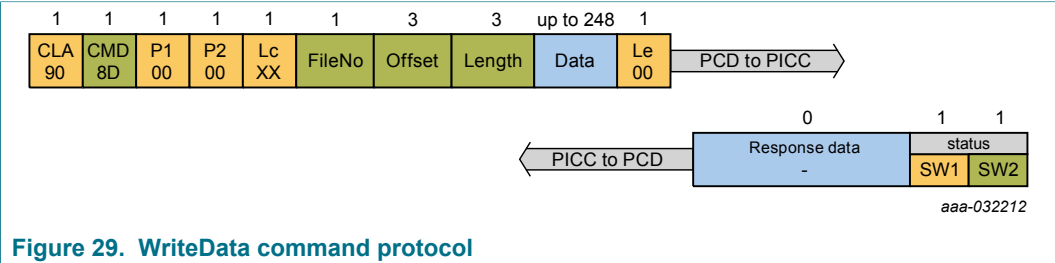 1 1 1 1 1 1 3 3 up to 248 1
CLA CMD P1 P2 Lc FileNo Offset Length Data Le PCD to PICC
90 8D 00 00 XX 00
0 1 1
PICC to PCD Response data status
- SW1 SW2
aaa-032212
Figure 29. WriteData command protocol